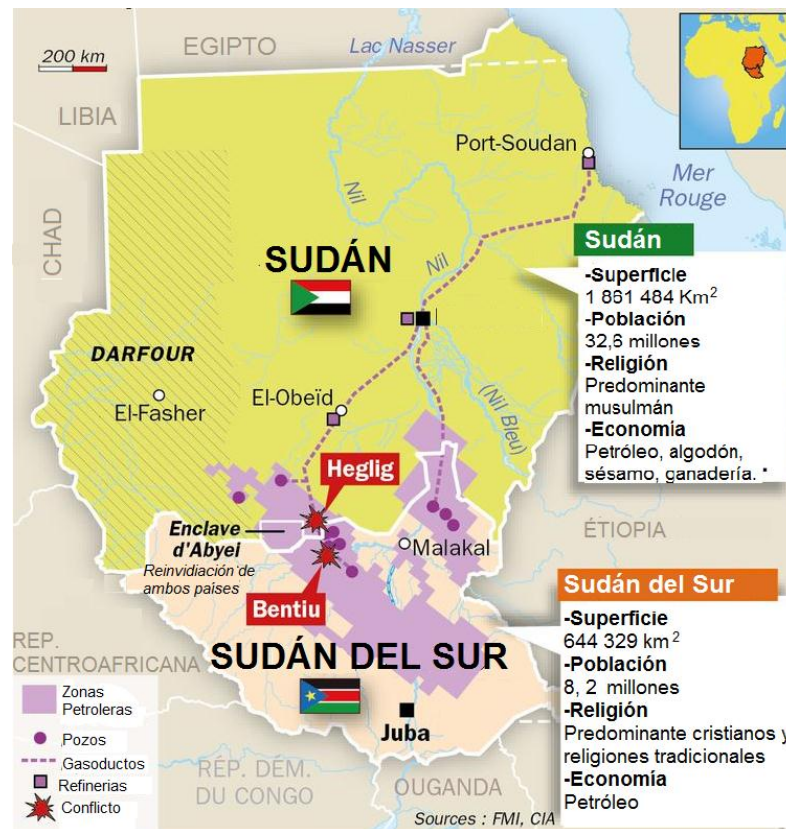 200 km
EGIPTO
Lac Nasser
LIBIA
Port-Soudan
Mer
Rouge
CHAD
Nil
SUDÁN
Nil
Sudán
-Superficie
1 861 484 Km²
-Población
32,6 millones
-Religión
Predominante
musulmán
-Economía
Petróleo, algodón,
sésamo, ganadería.
DARFOUR
El-Fasher
El-Obeïd
(Nil Bleu)
Heglig
Enclave
d'Abyei
Reinvidiación de
ambos paises
Malakal
ÉTIOPIA
Bentiu
Sudán del Sur
-Superficie
644 329 km²
-Población
8, 2 millones
-Religión
Predominante cristianos y
religiones tradicionales
-Economía
Petróleo
REP.
CENTROAFRICANA
SUDÁN DEL SUR
Juba
Zonas
Petroleras
Pozos
Gasoductos
Refinerias
Conflicto
RÉP. DÉM.
DU CONGO
OUGANDA
Sources : FMI, CIA